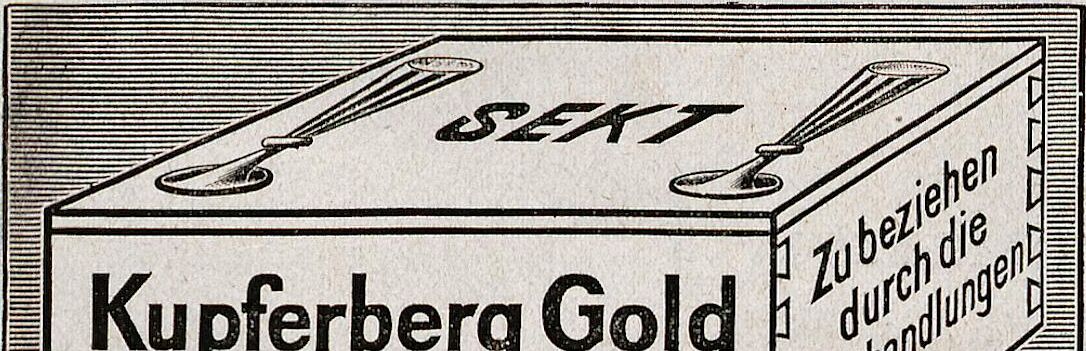 SEKT
Kupferberg Gold
Zu beziehen
durch die